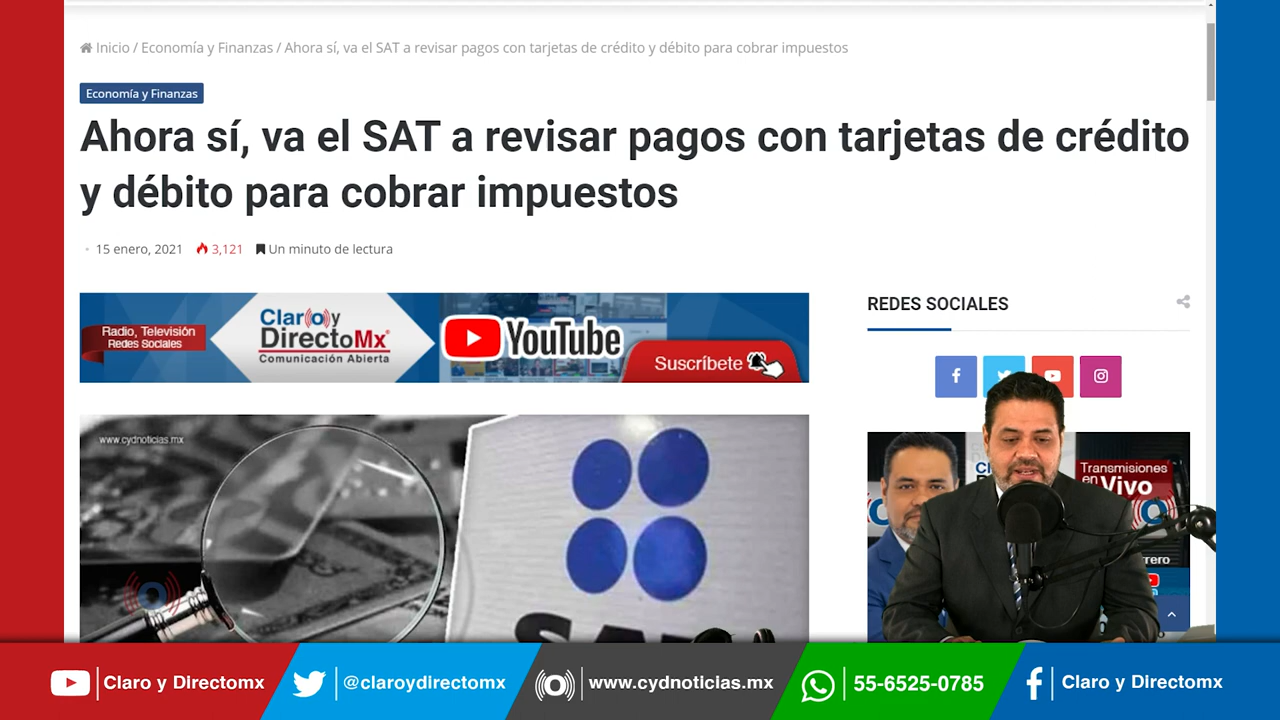 Inicio / Economía y Finanzas / Ahora sí, va el SAT a revisar pagos con tarjetas de crédito y débito para cobrar impuestos
Economía y Finanzas
Ahora sí, va el SAT a revisar pagos con tarjetas de crédito
y débito para cobrar impuestos
15 enero, 2021 3,121 Un minuto de lectura
Radio, Televisión
Redes Sociales
Claro y
DirectoMx
Comunicación Abierta
YouTube
Suscríbete
REDES SOCIALES
www.cydnoticias.mx
Transmisiones
en Vivo
Claro y Directomx
@claroydirectomx
www.cydnoticias.mx
55-6525-0785
Claro y Directomx